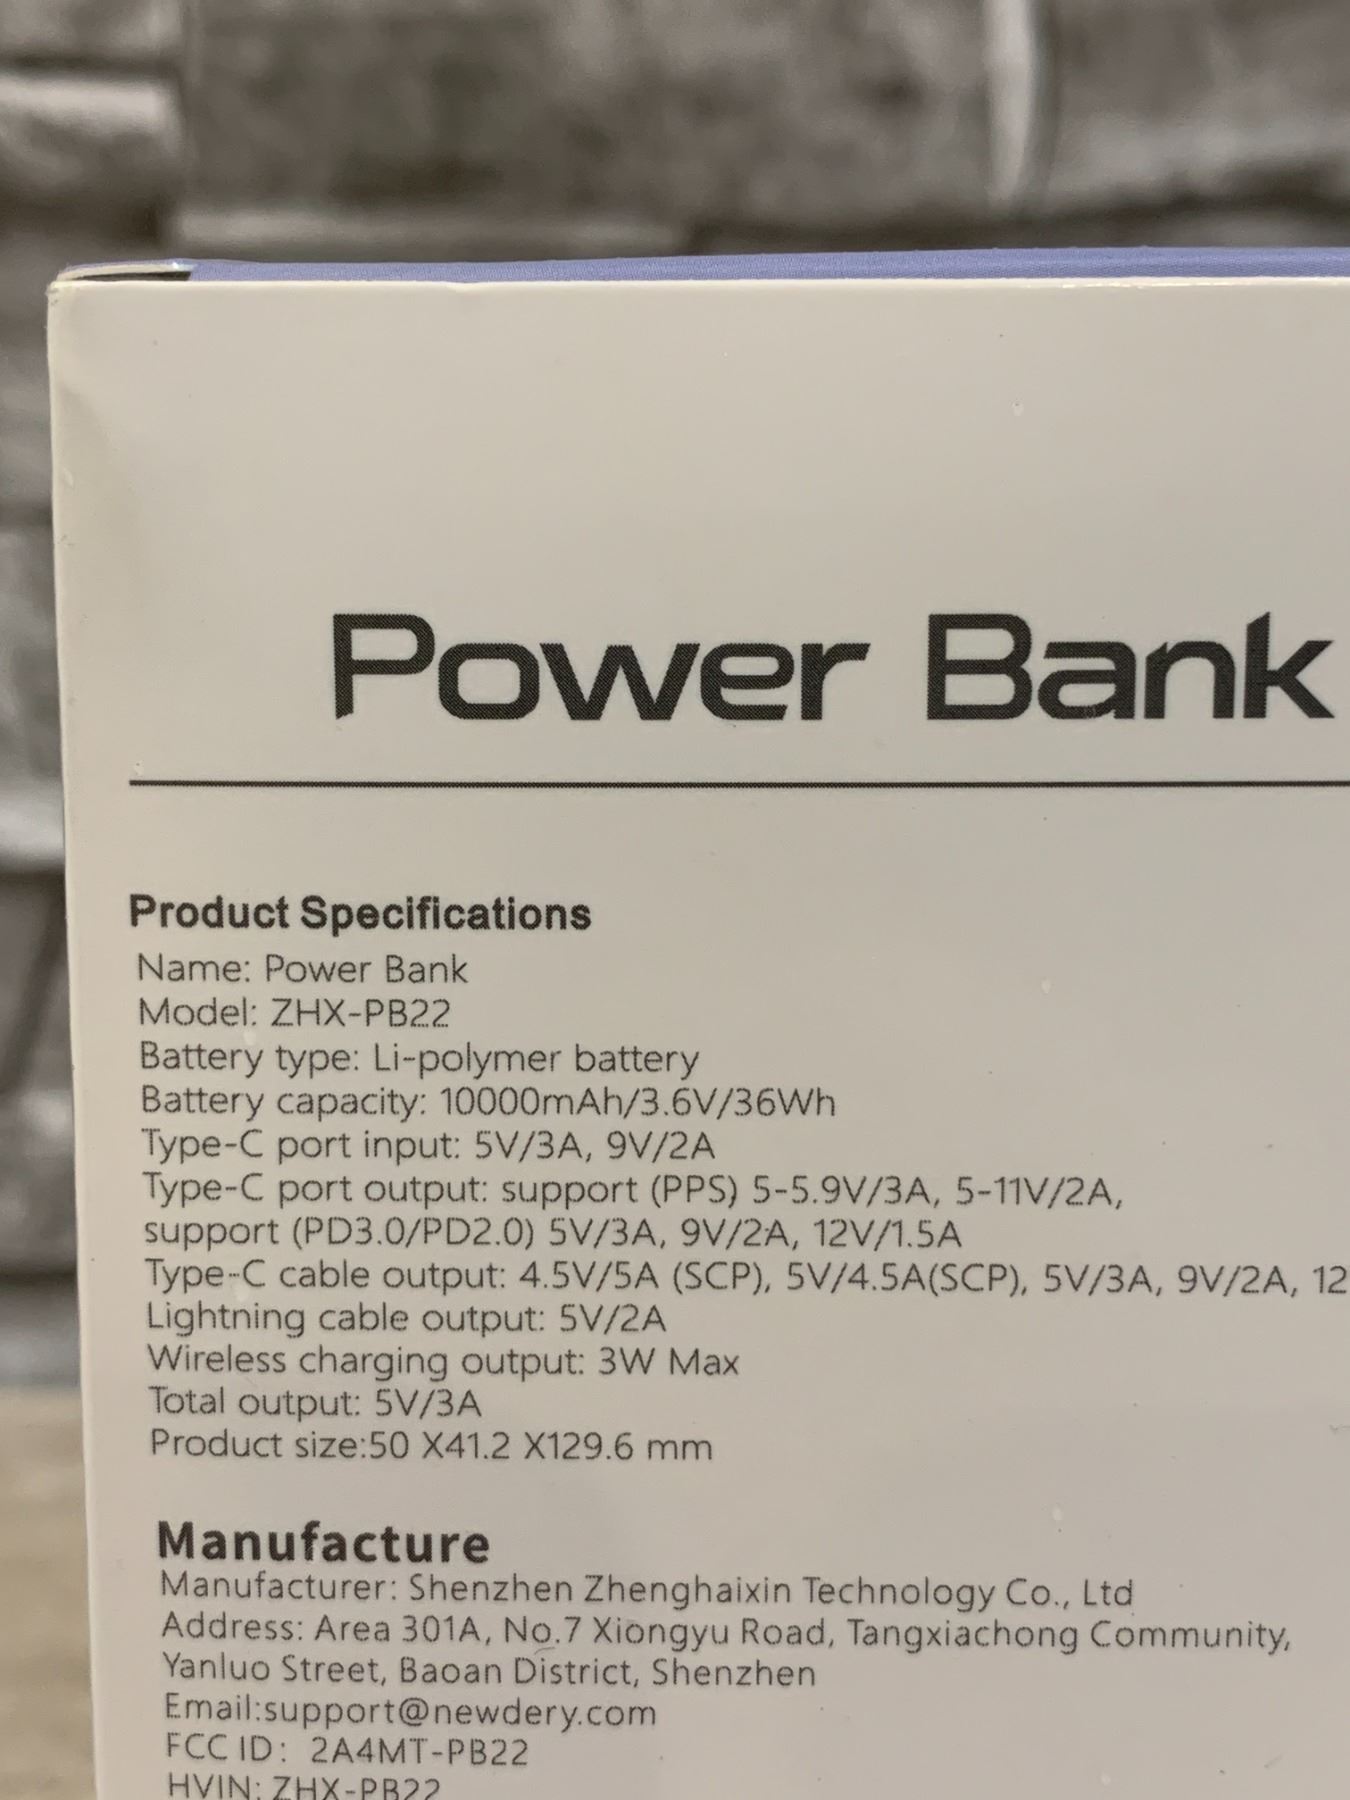 Power Bank
Product Specifications
Name: Power Bank
Model: ZHX-PB22
Battery type: Li-polymer battery
Battery capacity: 10000mAh/3.6V/36Wh
Type-C port input: 5V/3A, 9V/2A
Type-C port output: support (PPS) 5-5.9V/3A, 5-11V/2A,
support (PD3.0/PD2.0) 5V/3A, 9V/2A, 12V/1.5A
Type-C cable output: 4.5V/5A (SCP), 5V/4.5A(SCP), 5V/3A, 9V/2A, 12
Lightning cable output: 5V/2A
Wireless charging output: 3W Max
Total output: 5V/3A
Product size:50 X41.2 X129.6 mm
Manufacture
Manufacturer: Shenzhen Zhenghaixin Technology Co., Ltd
Address: Area 301A, No.7 Xiongyu Road, Tangxiachong Community,
Yanluo Street, Baoan District, Shenzhen
Email:support@newdery.com
FCC ID: 2A4MT-PB22
HVIN: ZHX-PB22